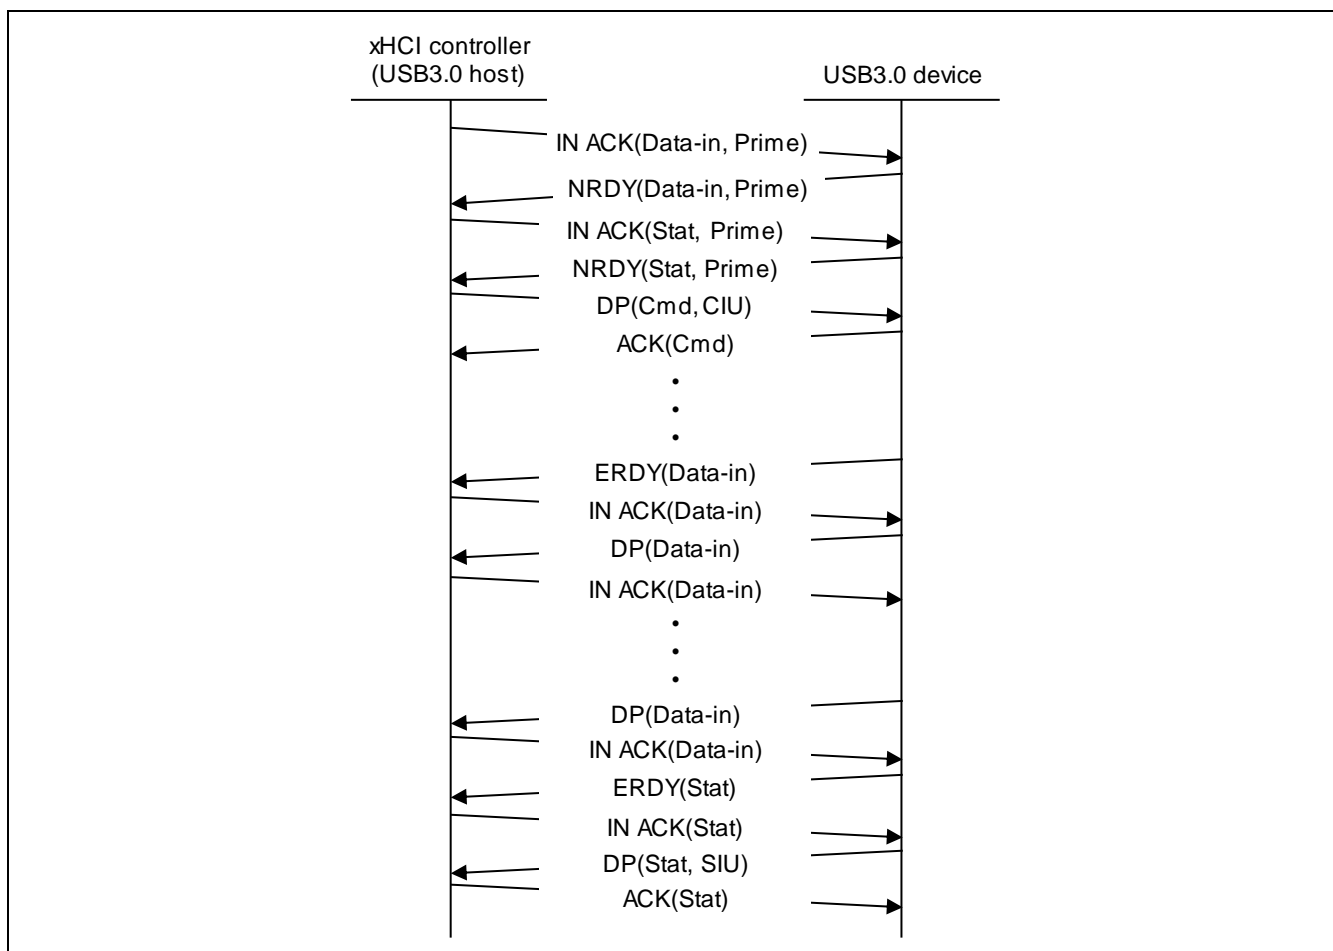 xHCI controller
(USB3.0 host)
USB3.0 device
IN ACK(Data-in, Prime)
NRDY(Data-in, Prime)
IN ACK(Stat, Prime)
NRDY(Stat, Prime)
DP(Cmd, CIU)
ACK(Cmd)
ERDY(Data-in)
IN ACK(Data-in)
DP(Data-in)
IN ACK(Data-in)
DP(Data-in)
IN ACK(Data-in)
ERDY(Stat)
IN ACK(Stat)
DP(Stat, SIU)
ACK(Stat)